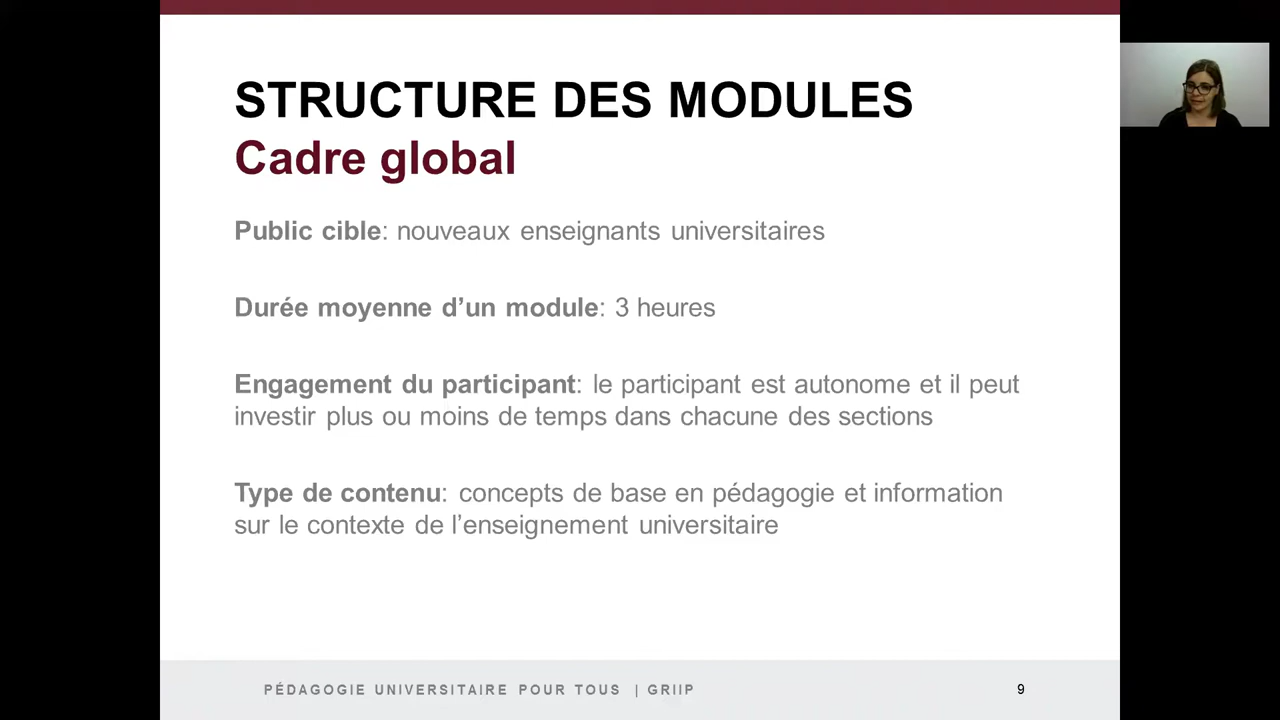 STRUCTURE DES MODULES
Cadre global
Public cible: nouveaux enseignants universitaires
Durée moyenne d’un module: 3 heures
Engagement du participant: le participant est autonome et il peut
investir plus ou moins de temps dans chacune des sections
Type de contenu: concepts de base en pédagogie et information
sur le contexte de l’enseignement universitaire
PÉDAGOGIE UNIVERSITAIRE POUR TOUS | GRIIP
9